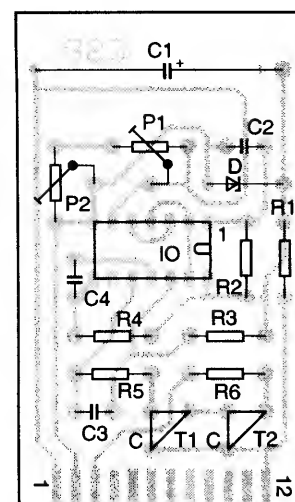 C1
+
P1
C2
D
P2
R1
1
IO
R2
C4
R4 R3
R5 R6
C3 C T1 C T2
1 12